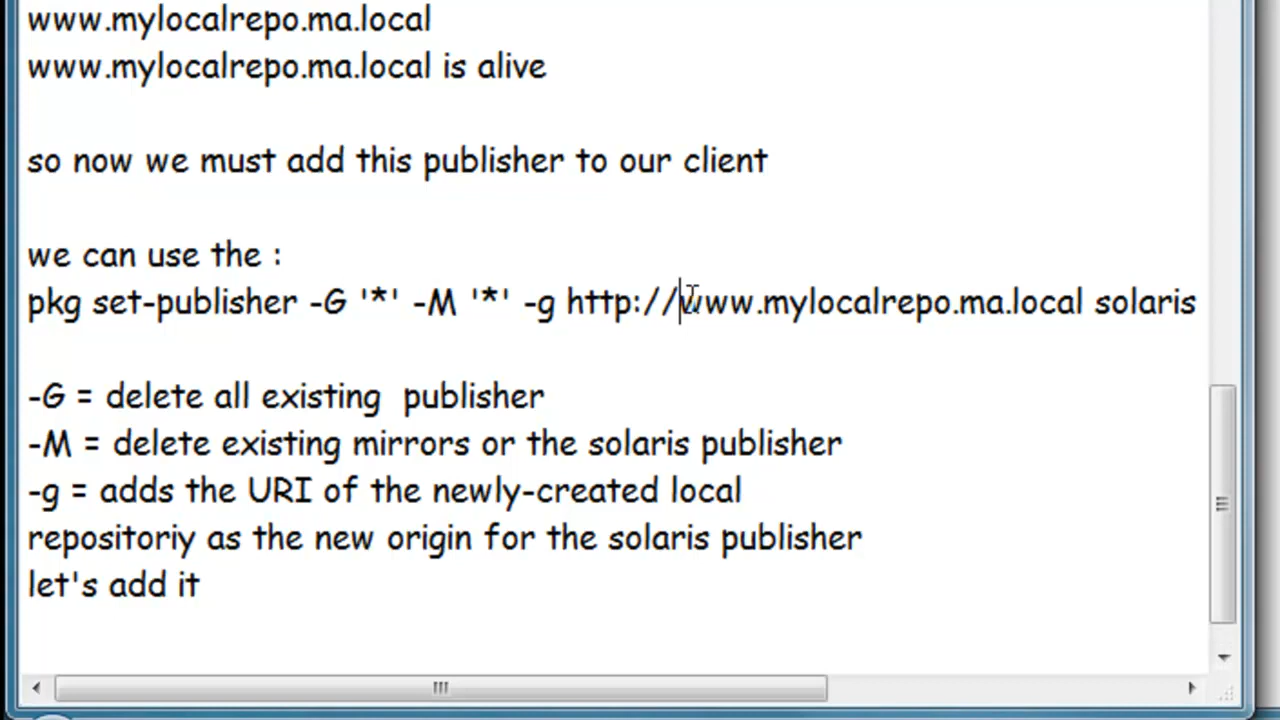 www.mylocalrepo.ma.local
www.mylocalrepo.ma.local is alive
so now we must add this publisher to our client
we can use the :
pkg set-publisher -G '*' -M '*' -g http://www.mylocalrepo.ma.local solaris
-G = delete all existing  publisher
-M = delete existing mirrors or the solaris publisher
-g = adds the URI of the newly-created local
repositoriy as the new origin for the solaris publisher
let's add it